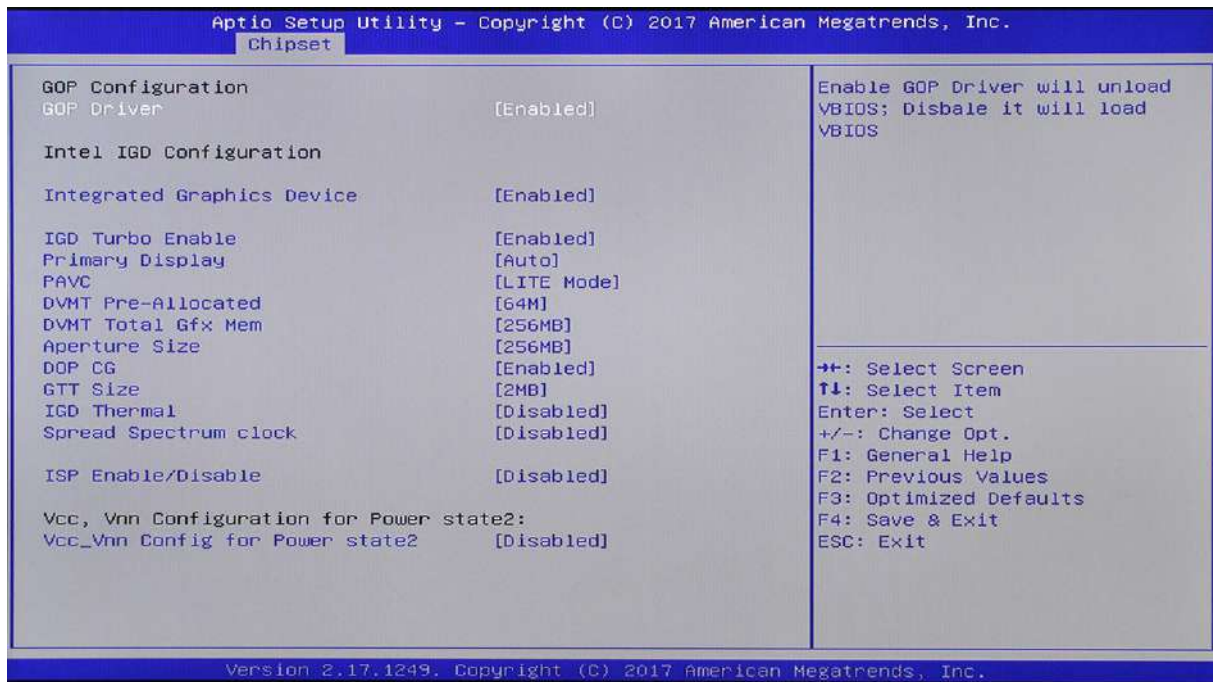 Aptio Setup Utility – Copyright (C) 2017 American Megatrends, Inc.
Chipset
GOP Configuration
GOP Driver [Enabled]
Intel IGD Configuration
Integrated Graphics Device [Enabled]
IGD Turbo Enable [Enabled]
Primary Display [Auto]
PAVC [LITE Mode]
DVMT Pre-Allocated [64M]
DVMT Total Gfx Mem [256MB]
Aperture Size [256MB]
DOP CG [Enabled]
GTT Size [2MB]
IGD Thermal [Disabled]
Spread Spectrum clock [Disabled]
ISP Enable/Disable [Disabled]
Vcc, Vnn Configuration for Power state2:
Vcc_Vnn Config for Power state2 [Disabled]
Enable GOP Driver will unload
VBIOS; Disbale it will load
VBIOS
→←: Select Screen
↑↓: Select Item
Enter: Select
+/-: Change Opt.
F1: General Help
F2: Previous Values
F3: Optimized Defaults
F4: Save & Exit
ESC: Exit
Version 2.17.1249. Copyright (C) 2017 American Megatrends, Inc.